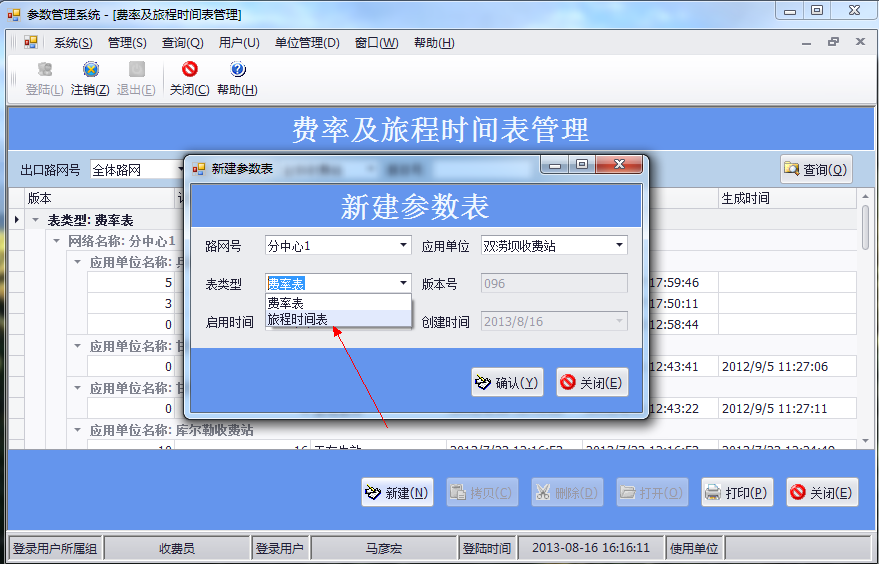 参数管理系统 - [费率及旅程时间表管理]
系统(S) 管理(S) 查询(Q) 用户(U) 单位管理(D) 窗口(W) 帮助(H)
登陆(L) 注销(Z) 退出(E) 关闭(C) 帮助(H)
费率及旅程时间表管理
出口路网号 全体路网 查询(Q)
版本 生成时间
表类型: 费率表
网络名称: 分中心1
应用单位名称:
5 17:59:46
3 17:50:11
0 12:58:44
应用单位名称:
0 12:43:41 2012/9/5 11:27:06
应用单位名称:
0 12:43:22 2012/9/5 11:27:11
应用单位名称: 库尔勒收费站
新建参数表
新建参数表
路网号 分中心1 应用单位 双涝坝收费站
表类型 费率表 版本号 096
费率表
旅程时间表
启用时间 创建时间 2013/8/16
确认(Y) 关闭(E)
新建(N) 拷贝(C) 删除(D) 打开(O) 打印(P) 关闭(E)
登录用户所属组 收费员 登录用户 马彦宏 登陆时间 2013-08-16 16:16:11 使用单位